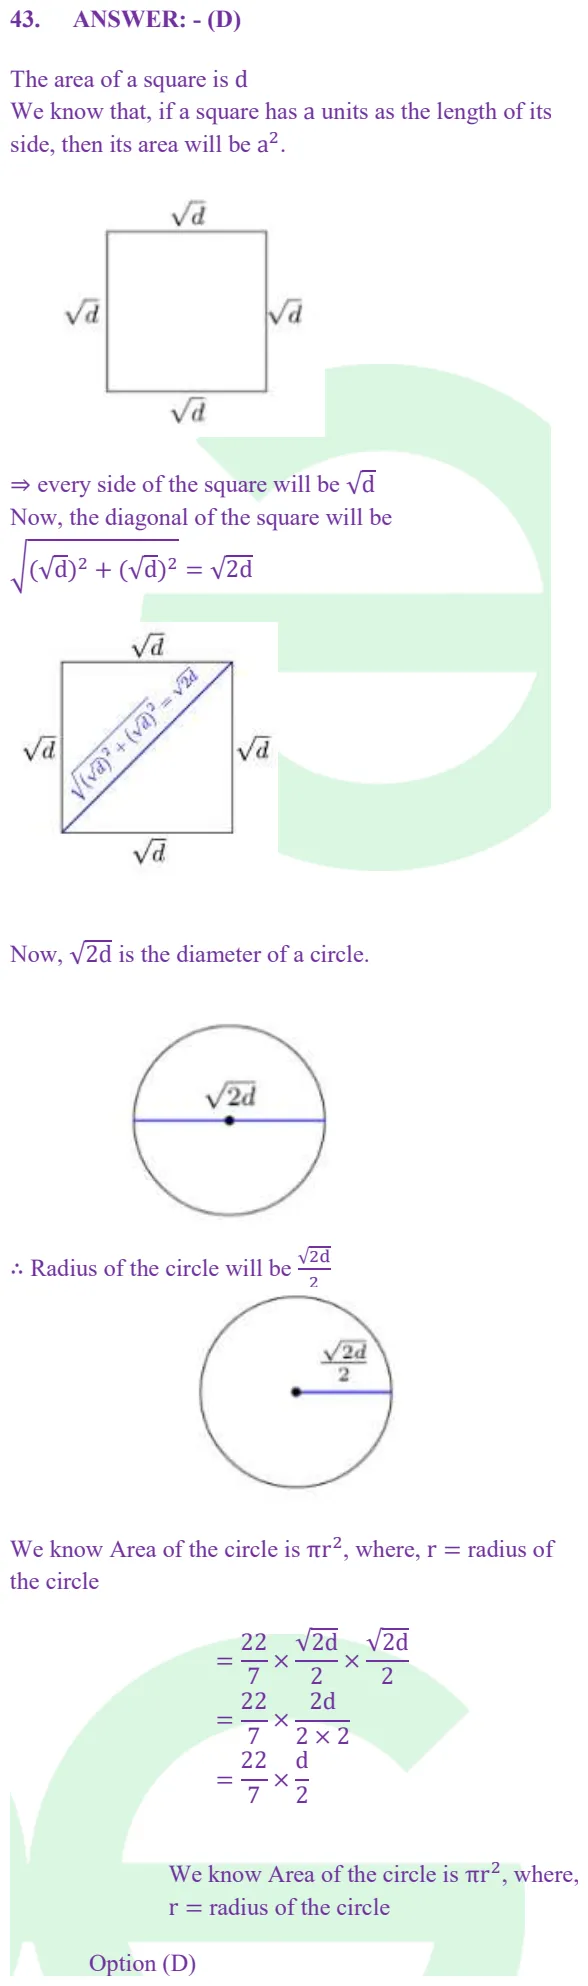 43. ANSWER: - (D)
The area of a square is d
We know that, if a square has a units as the length of its
side, then its area will be a².
√d
√d √d
√d
⇒ every side of the square will be √d
Now, the diagonal of the square will be
√((√d)² + (√d)²) = √2d
√d
√((√d)² + (√d)²) = √2d
√d √d
√d
Now, √2d is the diameter of a circle.
√2d
∴ Radius of the circle will be √2d/2
√2d/2
We know Area of the circle is πr², where, r = radius of
the circle
= 22/7 × √2d/2 × √2d/2
= 22/7 × 2d/(2 × 2)
= 22/7 × d/2
We know Area of the circle is πr², where,
r = radius of the circle
Option (D)